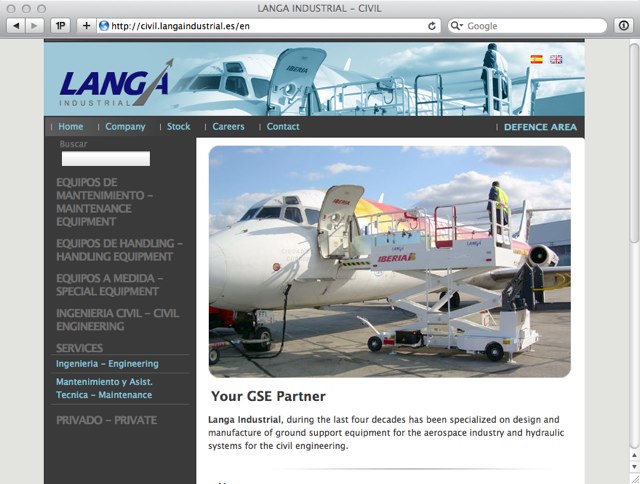 LANGA INDUSTRIAL - CIVIL
1P
http://civil.langaindustrial.es/en
Google
LANGA
INDUSTRIAL
IBERIA
Home
Company
Stock
Careers
Contact
DEFENCE AREA
Buscar
EQUIPOS DE
MANTENIMIENTO -
MAINTENANCE
EQUIPMENT
EQUIPOS DE HANDLING -
HANDLING EQUIPMENT
EQUIPOS A MEDIDA -
SPECIAL EQUIPMENT
INGENIERIA CIVIL - CIVIL
ENGINEERING
SERVICES
Ingenieria - Engineering
Mantenimiento y Asist.
Tecnica - Maintenance
PRIVADO - PRIVATE
IBERIA
LANGA
LANGA
IBERIA
Your GSE Partner
Langa Industrial, during the last four decades has been specialized on design and
manufacture of ground support equipment for the aerospace industry and hydraulic
systems for the civil engineering.